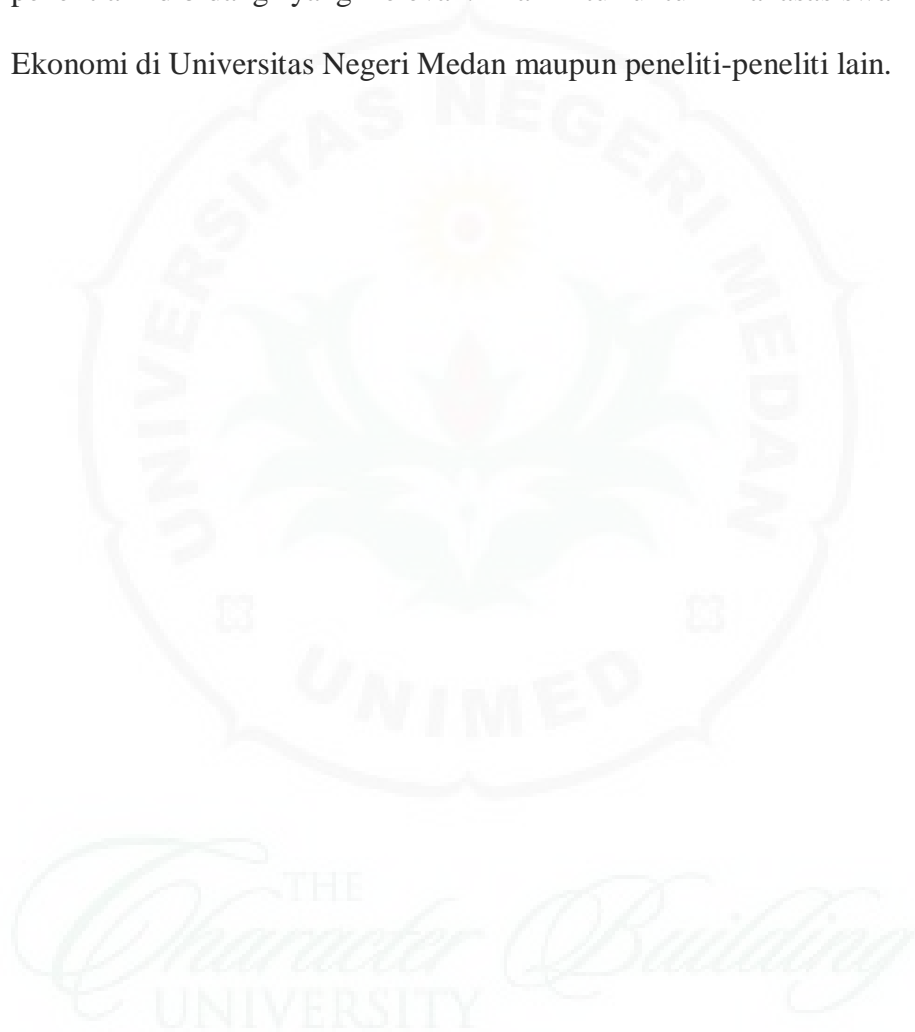 Ekonomi di Universitas Negeri Medan maupun peneliti-peneliti lain.
UNIVERSITAS NEGERI MEDAN
UNIMED
THE
Character Building
UNIVERSITY